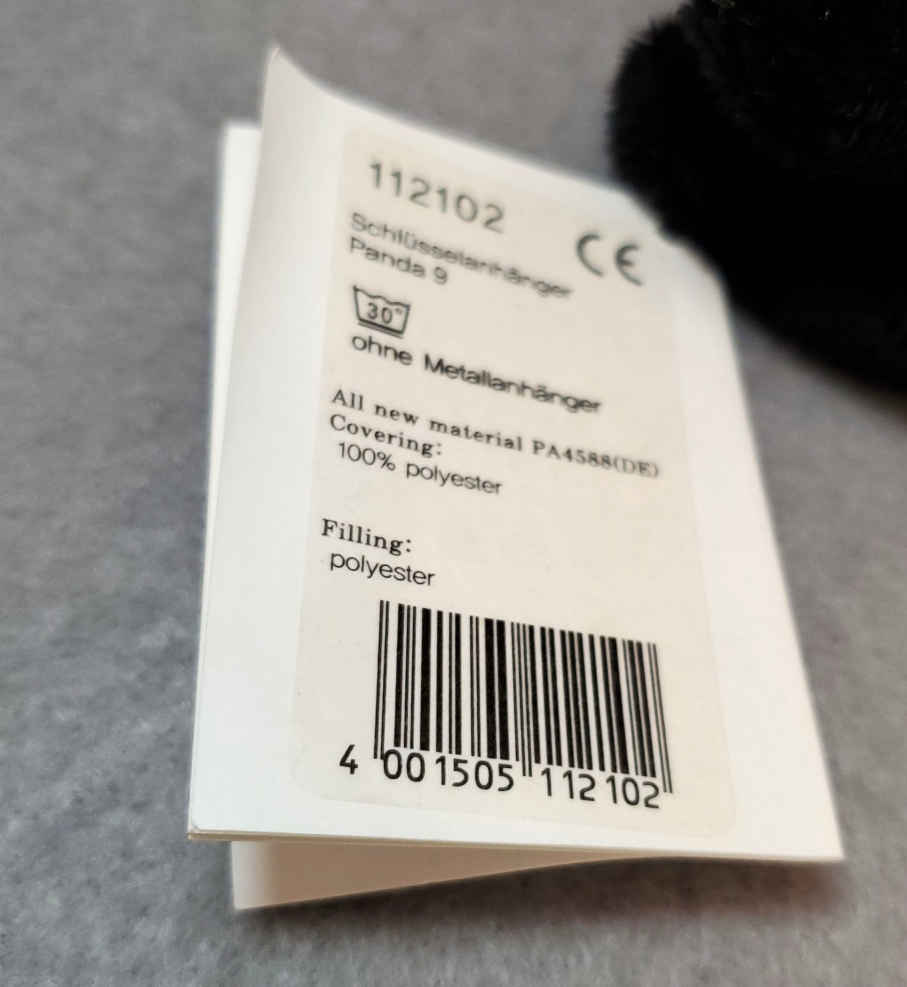 112102
CE
Schlüsselanhänger
Panda 9
30°
ohne Metallanhänger
All new material PA4588(DE)
Covering:
100% polyester
Filling:
polyester
4 001505 112102